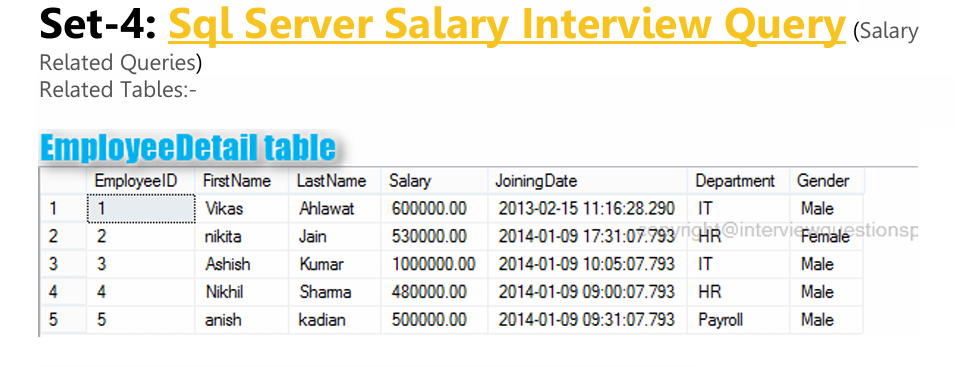 Set-4: Sql Server Salary Interview Query (Salary
Related Queries)
Related Tables:-
EmployeeDetail table
EmployeeID FirstName LastName Salary JoiningDate Department Gender
1 1 Vikas Ahlawat 600000.00 2013-02-15 11:16:28.290 IT Male
2 2 nikita Jain 530000.00 2014-01-09 17:31:07.793 HR Female
copyright@interviewquestionsp
3 3 Ashish Kumar 1000000.00 2014-01-09 10:05:07.793 IT Male
4 4 Nikhil Sharma 480000.00 2014-01-09 09:00:07.793 HR Male
5 5 anish kadian 500000.00 2014-01-09 09:31:07.793 Payroll Male